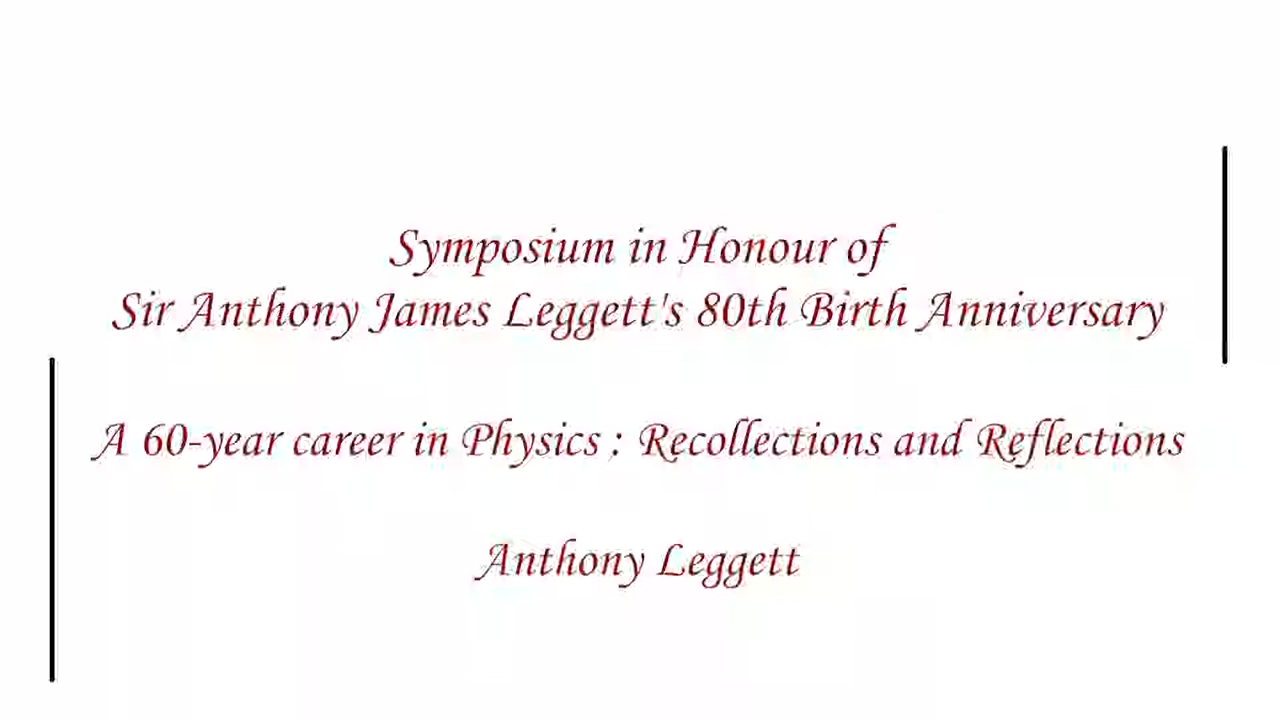 Symposium in Honour of
Sir Anthony James Leggett's 80th Birth Anniversary
A 60-year career in Physics : Recollections and Reflections
Anthony Leggett